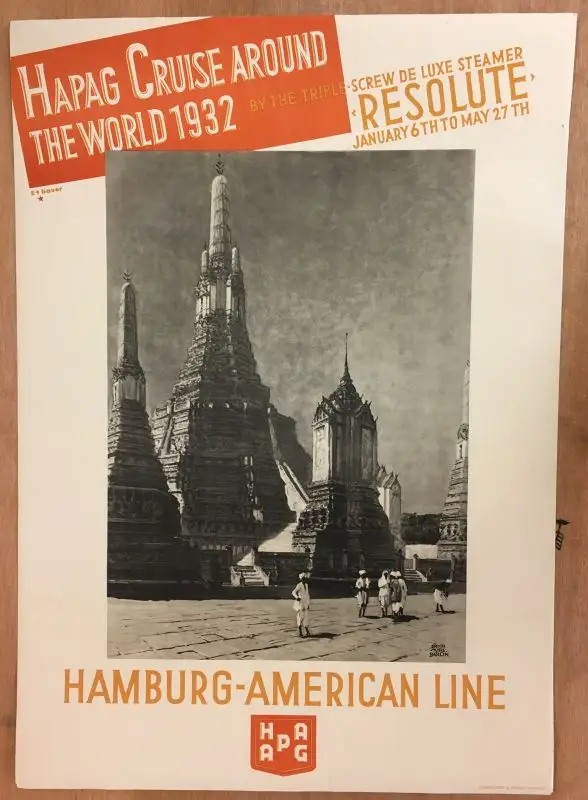 HAPAG CRUISE AROUND
THE WORLD 1932
BY THE TRIPLE-SCREW DE LUXE STEAMER
‹RESOLUTE›
JANUARY 6TH TO MAY 27TH
HAMBURG-AMERICAN LINE
HAPAG